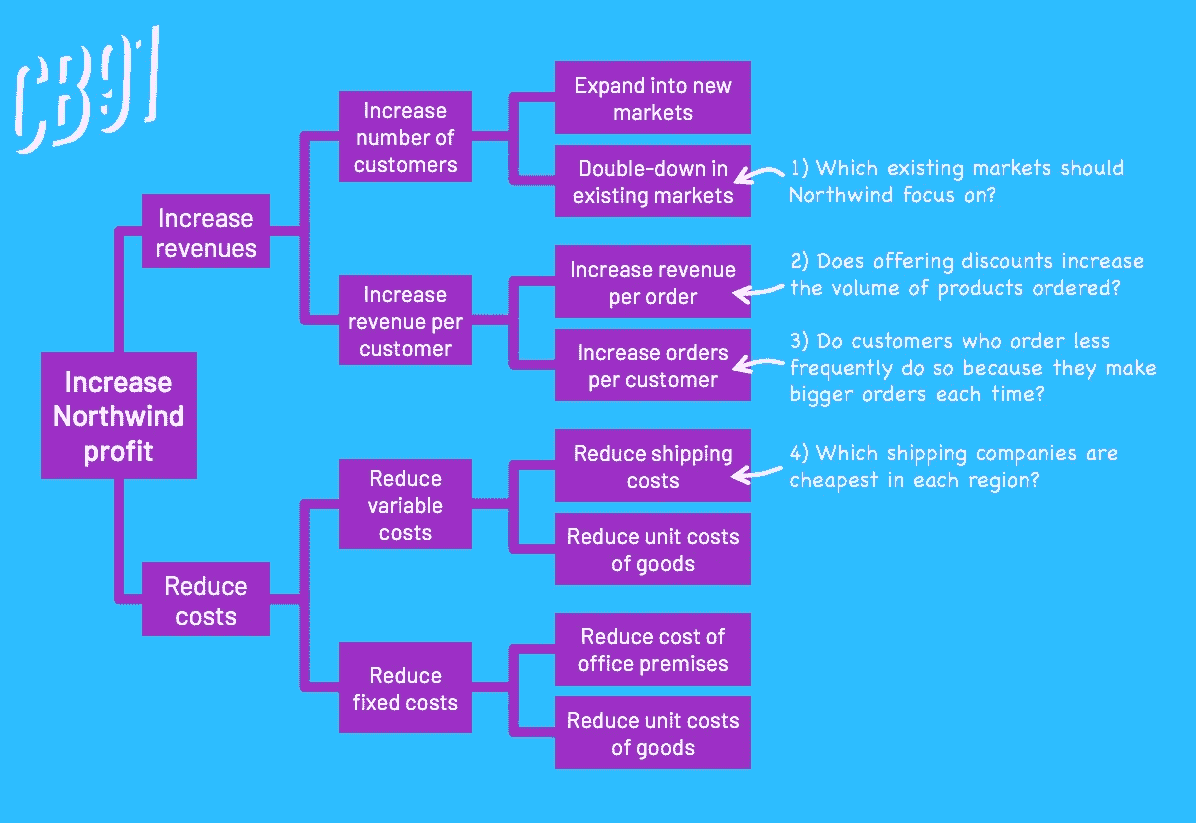 CB91
Increase
number of
customers
Expand into new
markets
Double-down in
existing markets
1) Which existing markets should
Northwind focus on?
Increase
revenues
Increase
revenue per
customer
Increase revenue
per order
2) Does offering discounts increase
the volume of products ordered?
Increase orders
per customer
3) Do customers who order less
frequently do so because they make
bigger orders each time?
Increase
Northwind
profit
Reduce
costs
Reduce
variable
costs
Reduce shipping
costs
4) Which shipping companies are
cheapest in each region?
Reduce unit costs
of goods
Reduce
fixed costs
Reduce cost of
office premises
Reduce unit costs
of goods